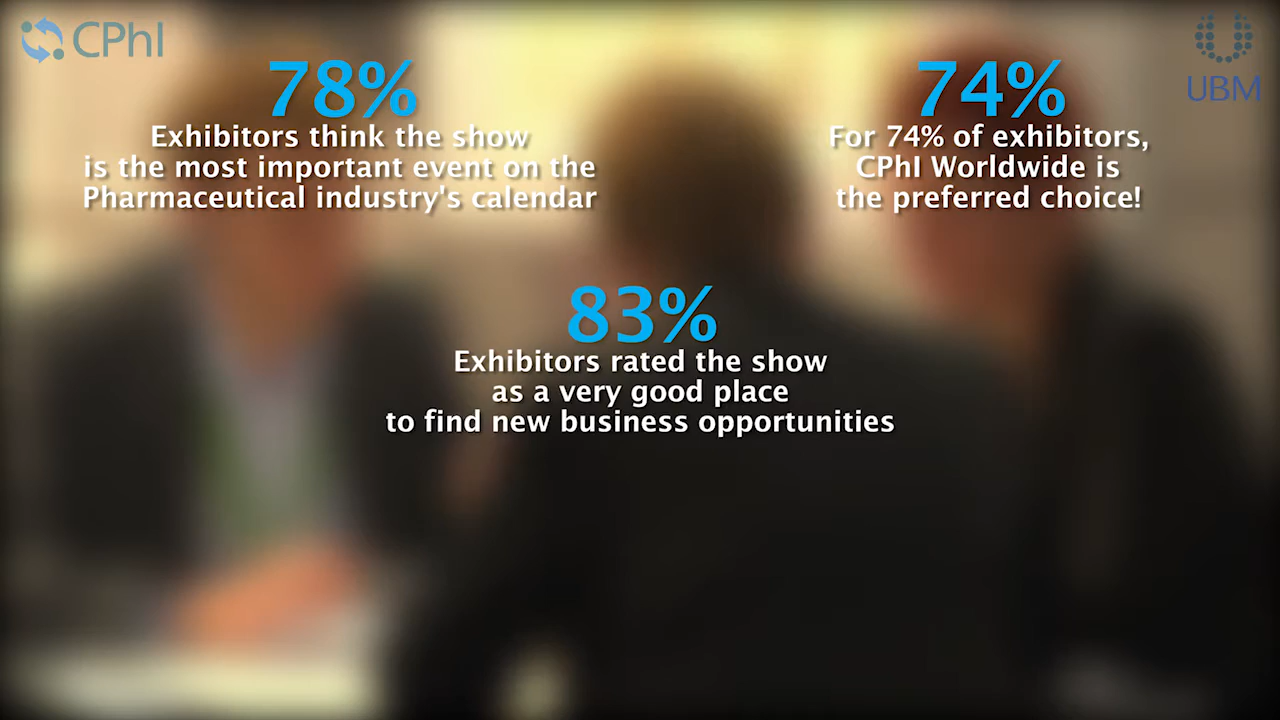 CPhI
UBM
78%
Exhibitors think the show
is the most important event on the
Pharmaceutical industry's calendar
74%
For 74% of exhibitors,
CPhI Worldwide is
the preferred choice!
83%
Exhibitors rated the show
as a very good place
to find new business opportunities